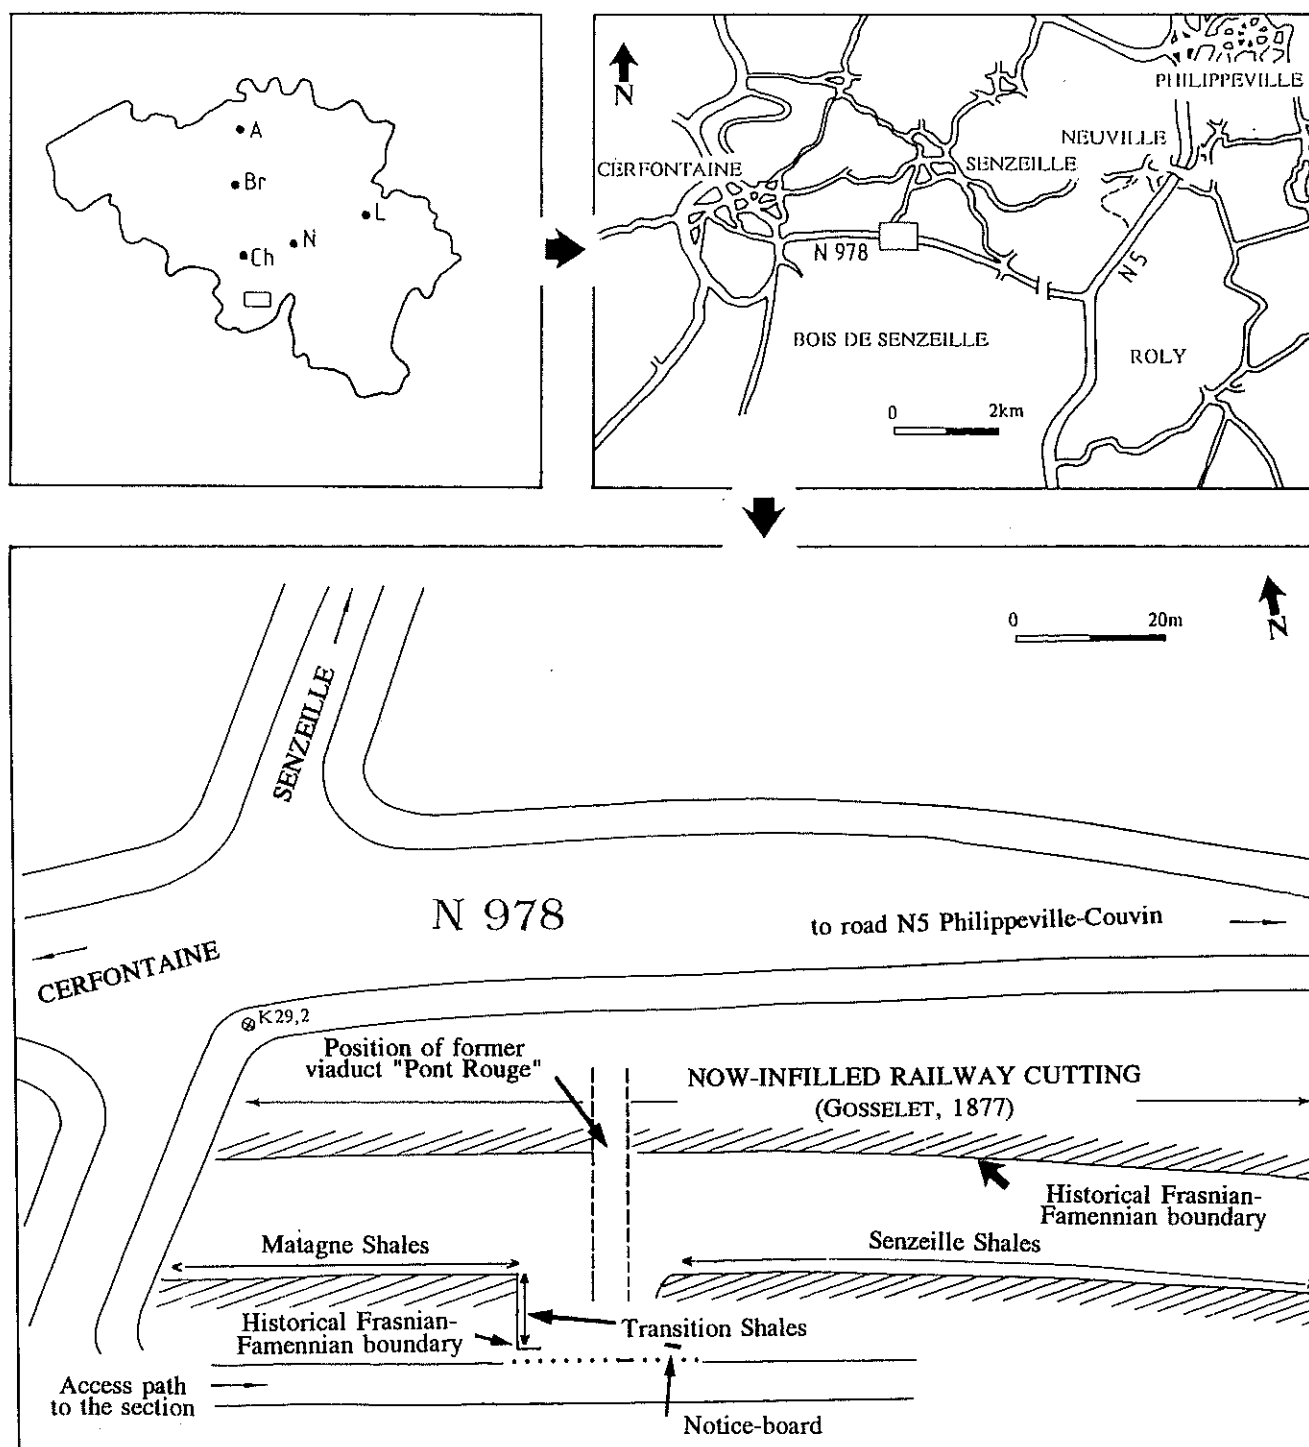 A
Br
L
N
Ch
N
PHILIPPEVILLE
NEUVILLE
CERFONTAINE
SENZEILLE
N 978
N 5
BOIS DE SENZEILLE
ROLY
0 2km
0 20m
N
SENZEILLE
N 978
to road N5 Philippeville-Couvin
CERFONTAINE
K29,2
Position of former
viaduct "Pont Rouge"
NOW-INFILLED RAILWAY CUTTING
(GOSSELET, 1877)
Historical Frasnian-
Famennian boundary
Matagne Shales
Senzeille Shales
Historical Frasnian-
Famennian boundary
Transition Shales
Access path
to the section
Notice-board